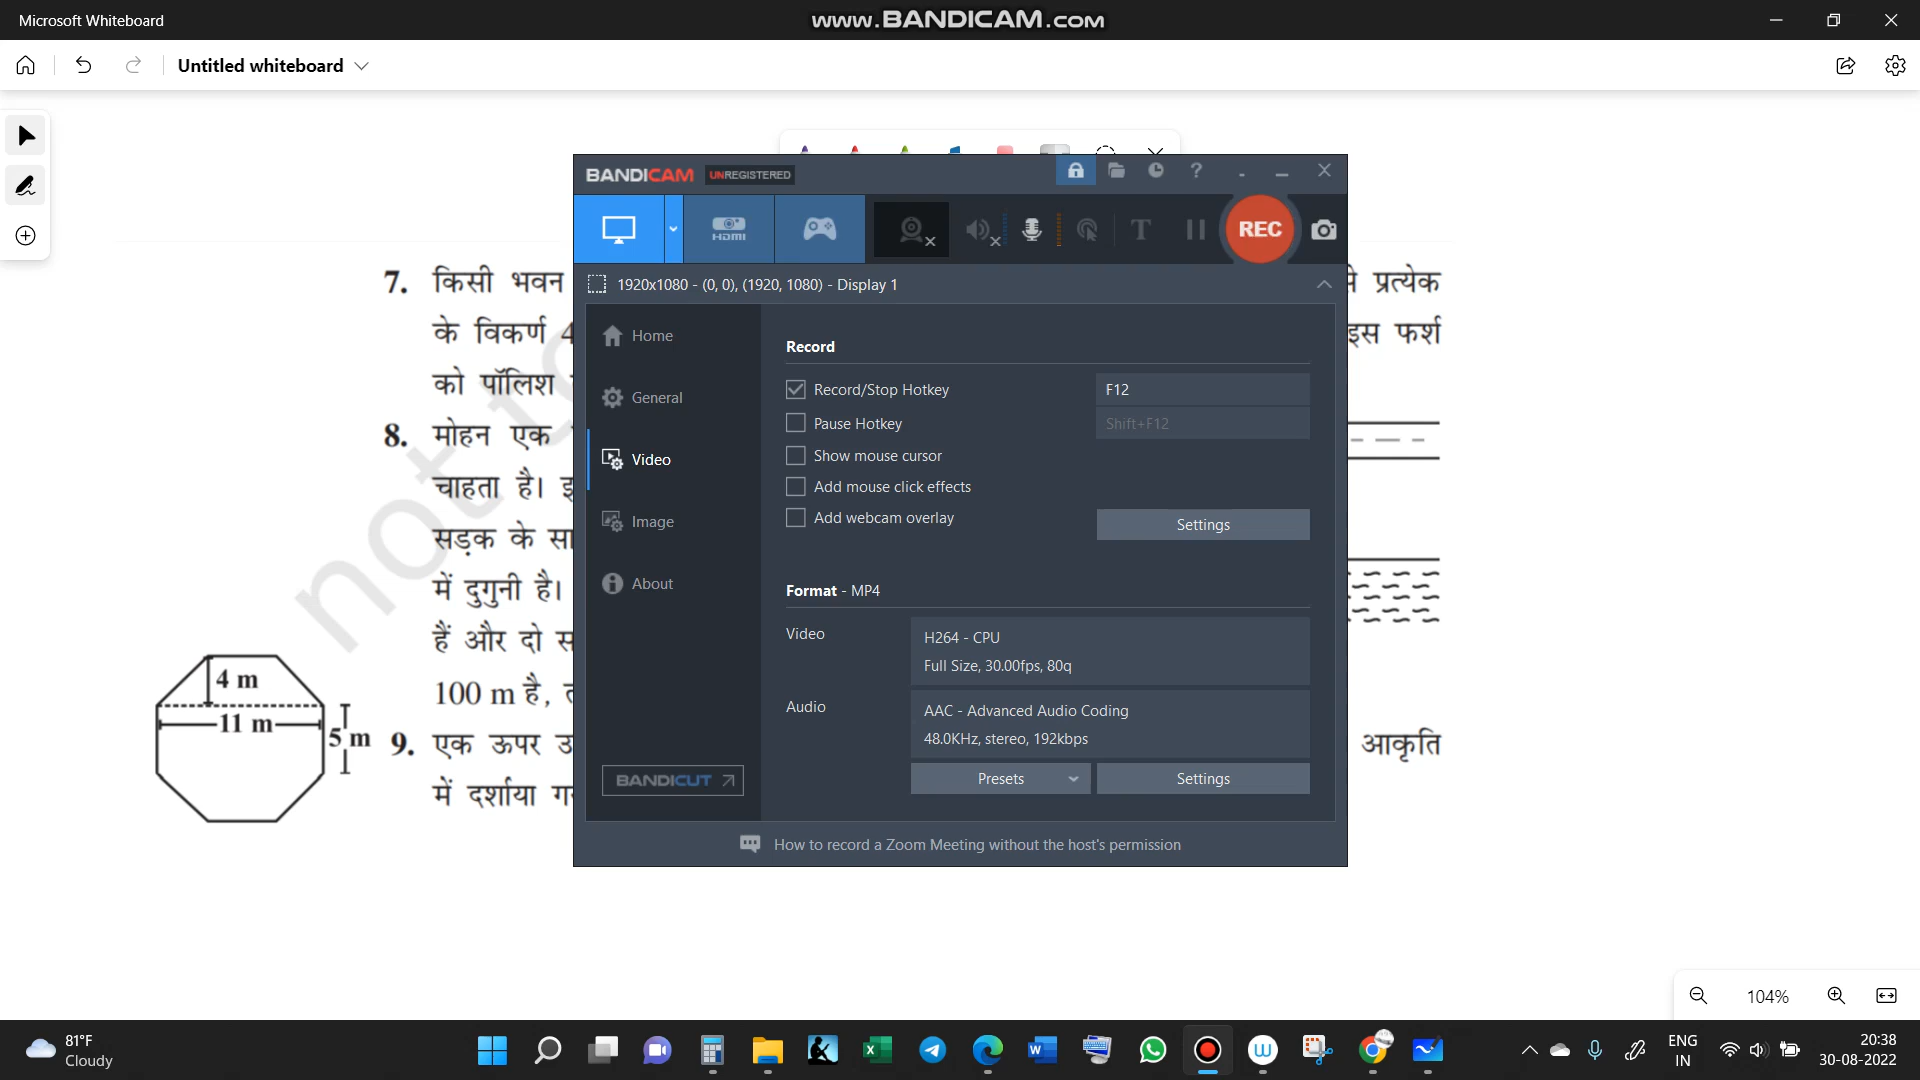 Microsoft Whiteboard
www.BANDICAM.com
Untitled whiteboard
BANDICAM UNREGISTERED
HDMI
REC
1920x1080 - (0, 0), (1920, 1080) - Display 1
Home
General
Video
Image
About
BANDICUT
Record
Record/Stop Hotkey F12
Pause Hotkey Shift+F12
Show mouse cursor
Add mouse click effects
Add webcam overlay
Settings
Format - MP4
Video
H264 - CPU
Full Size, 30.00fps, 80q
Audio
AAC - Advanced Audio Coding
48.0KHz, stereo, 192kbps
Presets
Settings
How to record a Zoom Meeting without the host's permission
7. किसी भवन प्रत्येक
के विकर्ण 4 इस फर्श
को पॉलिश
8. मोहन एक
चाहता है।
सड़क के
में दुगुनी है।
हैं और दो
100 m है,
9. एक ऊपर आकृति
में दर्शाया
not to
4 m
11 m
5 m
104%
81°F
Cloudy
ENG
IN
20:38
30-08-2022